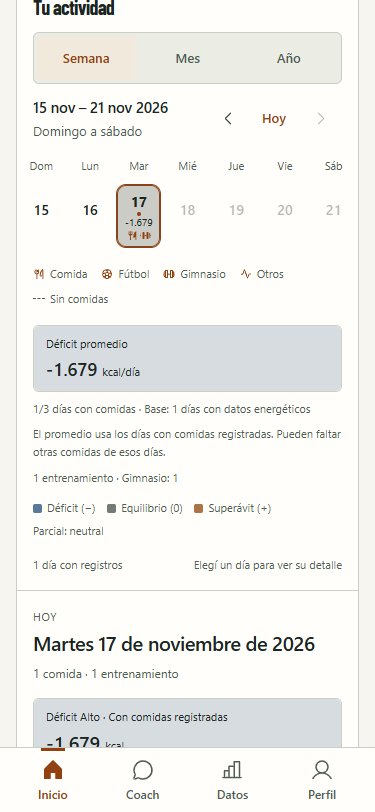 Tu actividad
Semana Mes Año
15 nov – 21 nov 2026
Domingo a sábado
Hoy
Dom Lun Mar Mié Jue Vie Sáb
15 16 17 18 19 20 21
-1.679
Comida Fútbol Gimnasio Otros
--- Sin comidas
Déficit promedio
-1.679 kcal/día
1/3 días con comidas · Base: 1 días con datos energéticos
El promedio usa los días con comidas registradas. Pueden faltar
otras comidas de esos días.
1 entrenamiento · Gimnasio: 1
Déficit (−) Equilibrio (0) Superávit (+)
Parcial: neutral
1 día con registros Elegí un día para ver su detalle
HOY
Martes 17 de noviembre de 2026
1 comida · 1 entrenamiento
Déficit Alto · Con comidas registradas
-1.679 kcal
Inicio Coach Datos Perfil